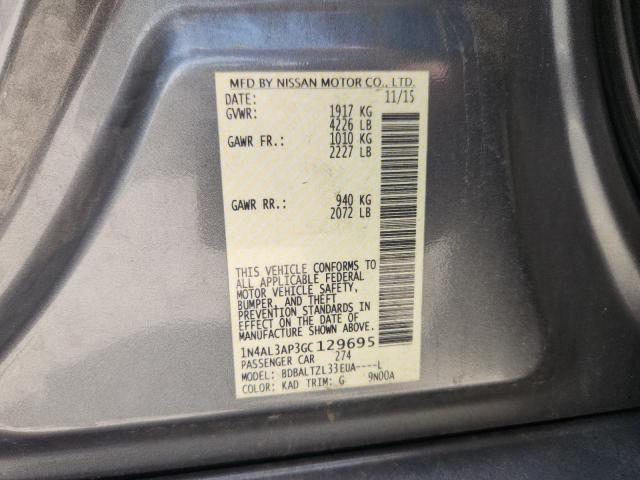 MFD BY NISSAN MOTOR CO., LTD.
DATE: 11/15
GVWR: 1917 KG
4226 LB
GAWR FR.: 1010 KG
2227 LB
GAWR RR.: 940 KG
2072 LB
THIS VEHICLE CONFORMS TO
ALL APPLICABLE FEDERAL
MOTOR VEHICLE SAFETY,
BUMPER, AND THEFT
PREVENTION STANDARDS IN
EFFECT ON THE DATE OF
MANUFACTURE SHOWN ABOVE.
1N4AL3AP3GC129695
PASSENGER CAR 274
MODEL: BDBALTZL33EUA----L
COLOR: KAD TRIM: G 9N00A